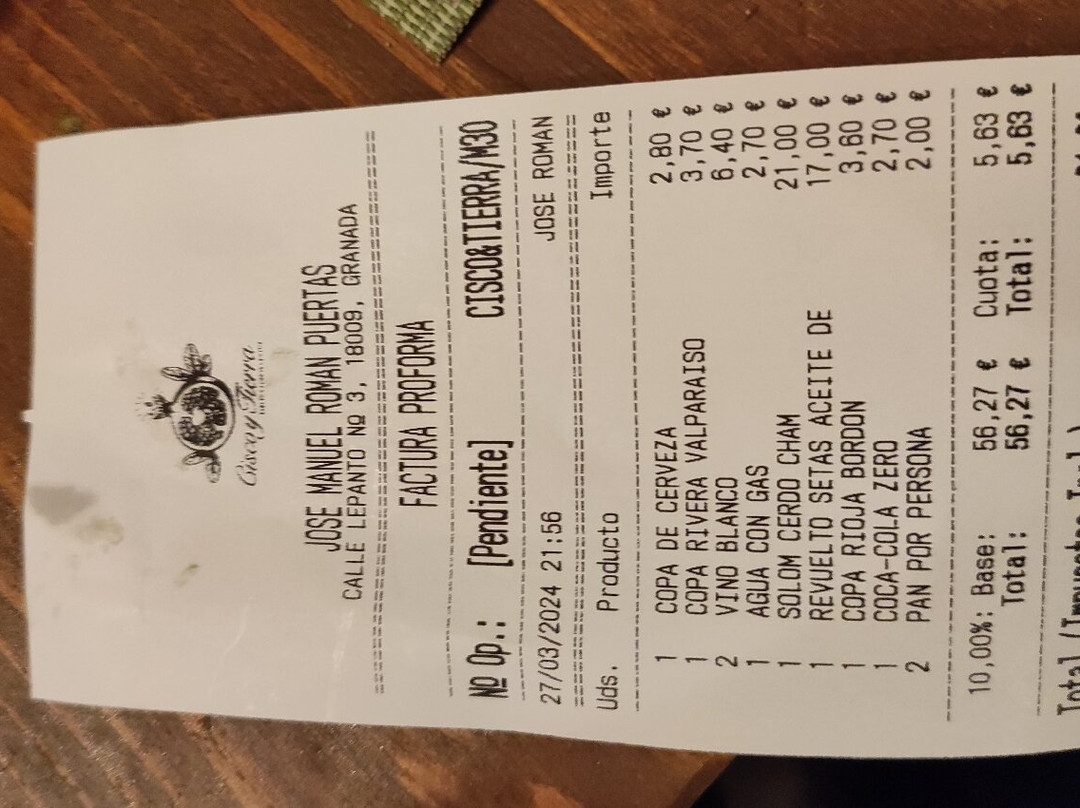 Cisco y Tierra
JOSE MANUEL ROMAN PUERTAS
CALLE LEPANTO Nº 3, 18009, GRANADA
FACTURA PROFORMA
Nº Op.: [Pendiente] CISCO&TIERRA/M30
27/03/2024 21:56 JOSE ROMAN
Uds. Producto Importe
1 COPA DE CERVEZA 2,80 €
1 COPA RIVERA VALPARAISO 3,70 €
2 VINO BLANCO 6,40 €
1 AGUA CON GAS 2,70 €
1 SOLOM CERDO CHAM 21,00 €
1 REVUELTO SETAS ACEITE DE 17,00 €
1 COPA RIOJA BORDON 3,60 €
1 COCA-COLA ZERO 2,70 €
2 PAN POR PERSONA 2,00 €
10,00%: Base: 56,27 € Cuota: 5,63 €
Total: 56,27 € Total: 5,63 €
Total (Impuesto Incl.)